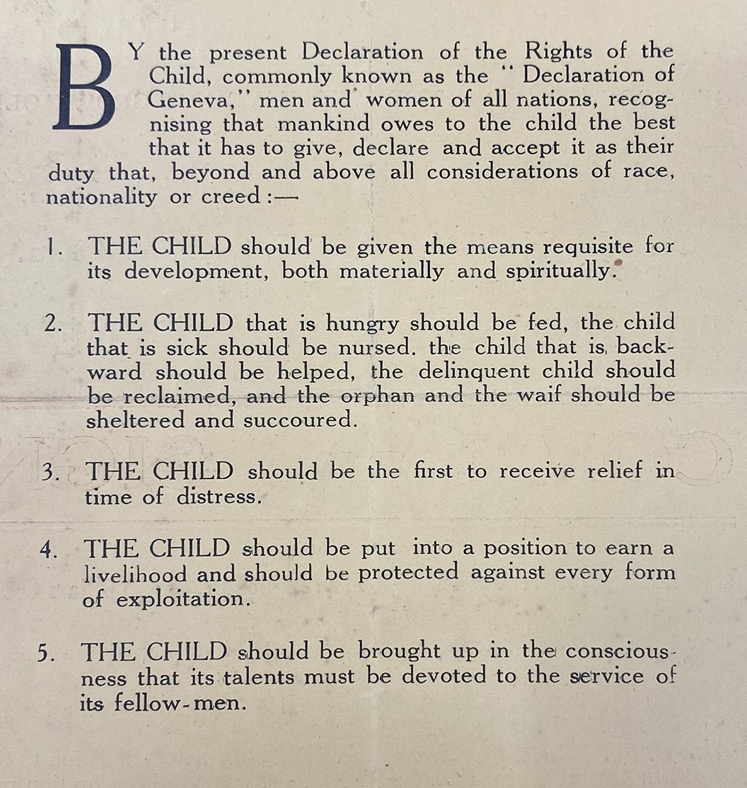 BY the present Declaration of the Rights of the
Child, commonly known as the “ Declaration of
Geneva,” men and women of all nations, recog-
nising that mankind owes to the child the best
that it has to give, declare and accept it as their
duty that, beyond and above all considerations of race,
nationality or creed :—
1. THE CHILD should be given the means requisite for
its development, both materially and spiritually.
2. THE CHILD that is hungry should be fed, the child
that is sick should be nursed. the child that is back-
ward should be helped, the delinquent child should
be reclaimed, and the orphan and the waif should be
sheltered and succoured.
3. THE CHILD should be the first to receive relief in
time of distress.
4. THE CHILD should be put into a position to earn a
livelihood and should be protected against every form
of exploitation.
5. THE CHILD should be brought up in the conscious-
ness that its talents must be devoted to the service of
its fellow-men.